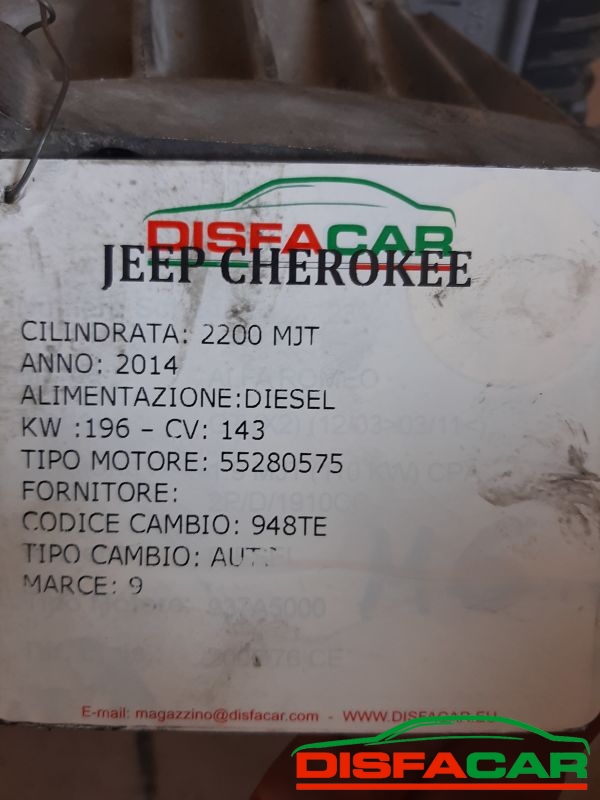 DISFACAR
JEEP CHEROKEE
CILINDRATA: 2200 MJT
ANNO: 2014
ALIMENTAZIONE:DIESEL
KW :196 – CV: 143
TIPO MOTORE: 55280575
FORNITORE:
CODICE CAMBIO: 948TE
TIPO CAMBIO:
MARCE: 9
E-mail: magazzino@disfacar.com - WWW.DISFACAR.EU
DISFACAR